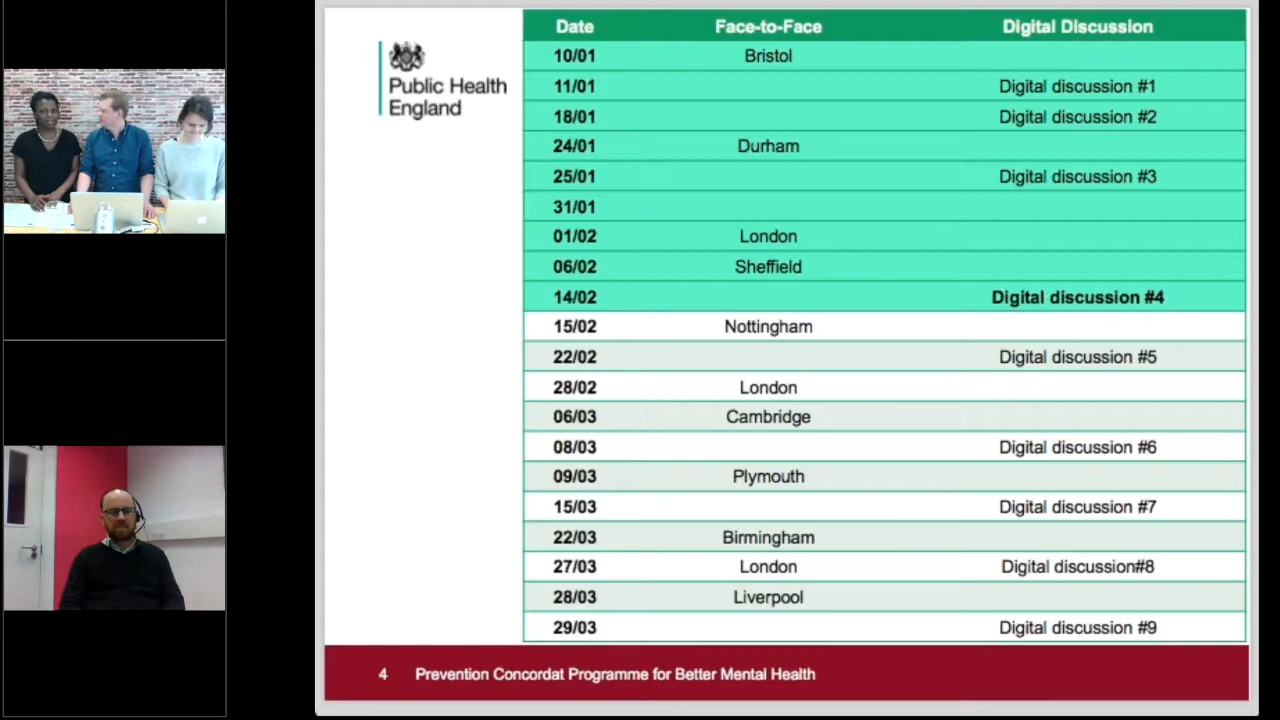 Public Health
England
Date Face-to-Face Digital Discussion
10/01 Bristol
11/01 Digital discussion #1
18/01 Digital discussion #2
24/01 Durham
25/01 Digital discussion #3
31/01
01/02 London
06/02 Sheffield
14/02 Digital discussion #4
15/02 Nottingham
22/02 Digital discussion #5
28/02 London
06/03 Cambridge
08/03 Digital discussion #6
09/03 Plymouth
15/03 Digital discussion #7
22/03 Birmingham
27/03 London Digital discussion#8
28/03 Liverpool
29/03 Digital discussion #9
4 Prevention Concordat Programme for Better Mental Health